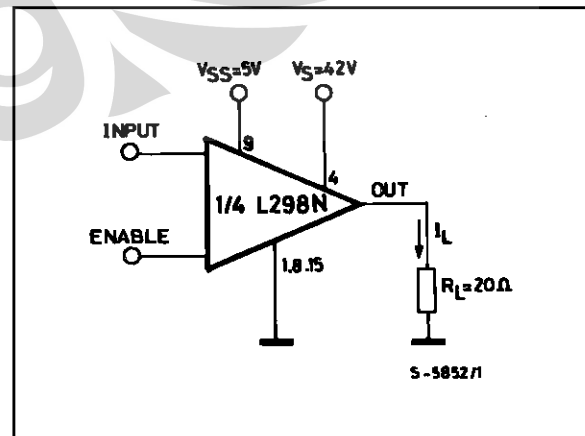 VSS=5V VS=42V
INPUT
9
4
OUT
1/4 L298N
IL
ENABLE
1.8.15
RL=20Ω
S-5852/1